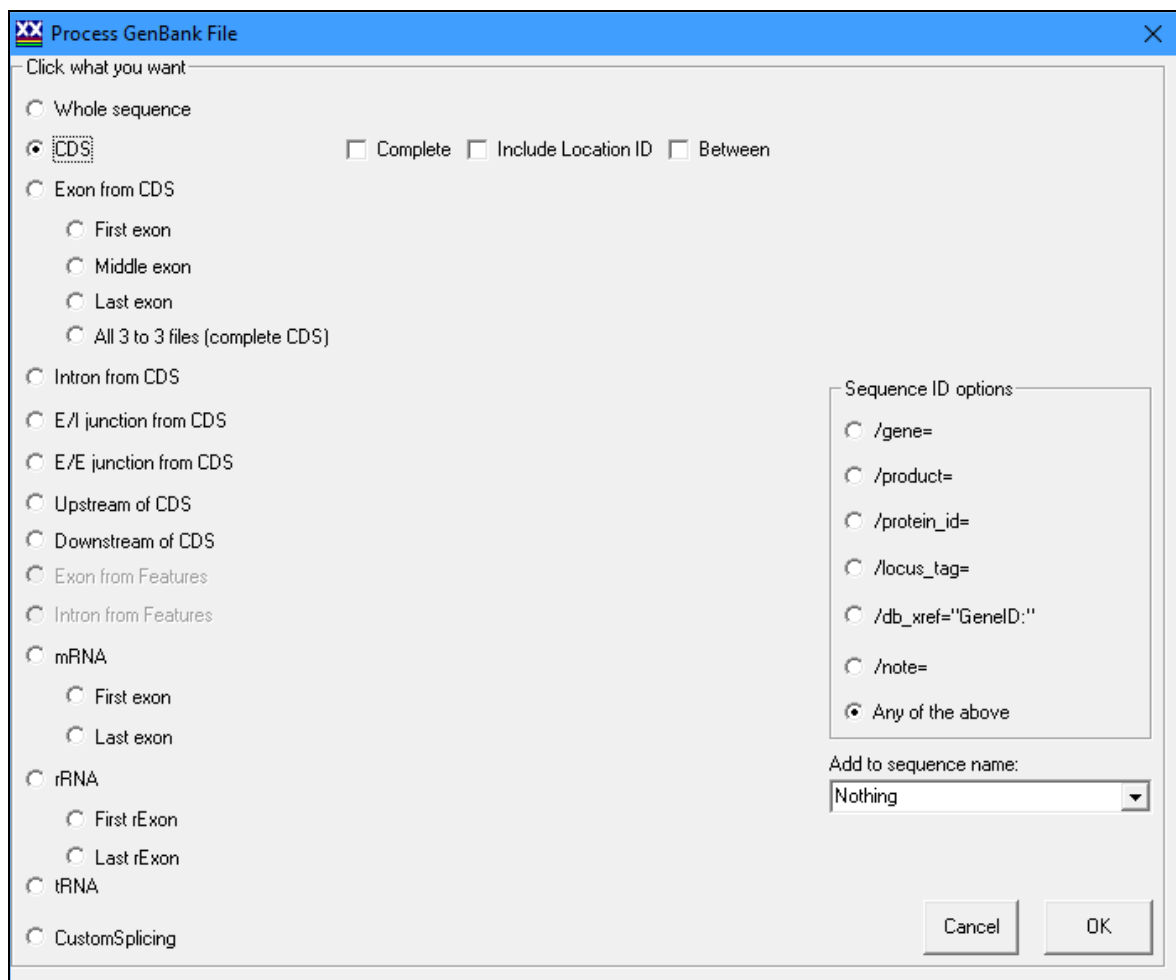 XX Process GenBank File
Click what you want
Whole sequence
CDS Complete Include Location ID Between
Exon from CDS
First exon
Middle exon
Last exon
All 3 to 3 files (complete CDS)
Intron from CDS
E/I junction from CDS
E/E junction from CDS
Upstream of CDS
Downstream of CDS
Exon from Features
Intron from Features
mRNA
First exon
Last exon
rRNA
First rExon
Last rExon
tRNA
CustomSplicing
Sequence ID options
/gene=
/product=
/protein_id=
/locus_tag=
/db_xref="GeneID:"
/note=
Any of the above
Add to sequence name:
Nothing
Cancel OK